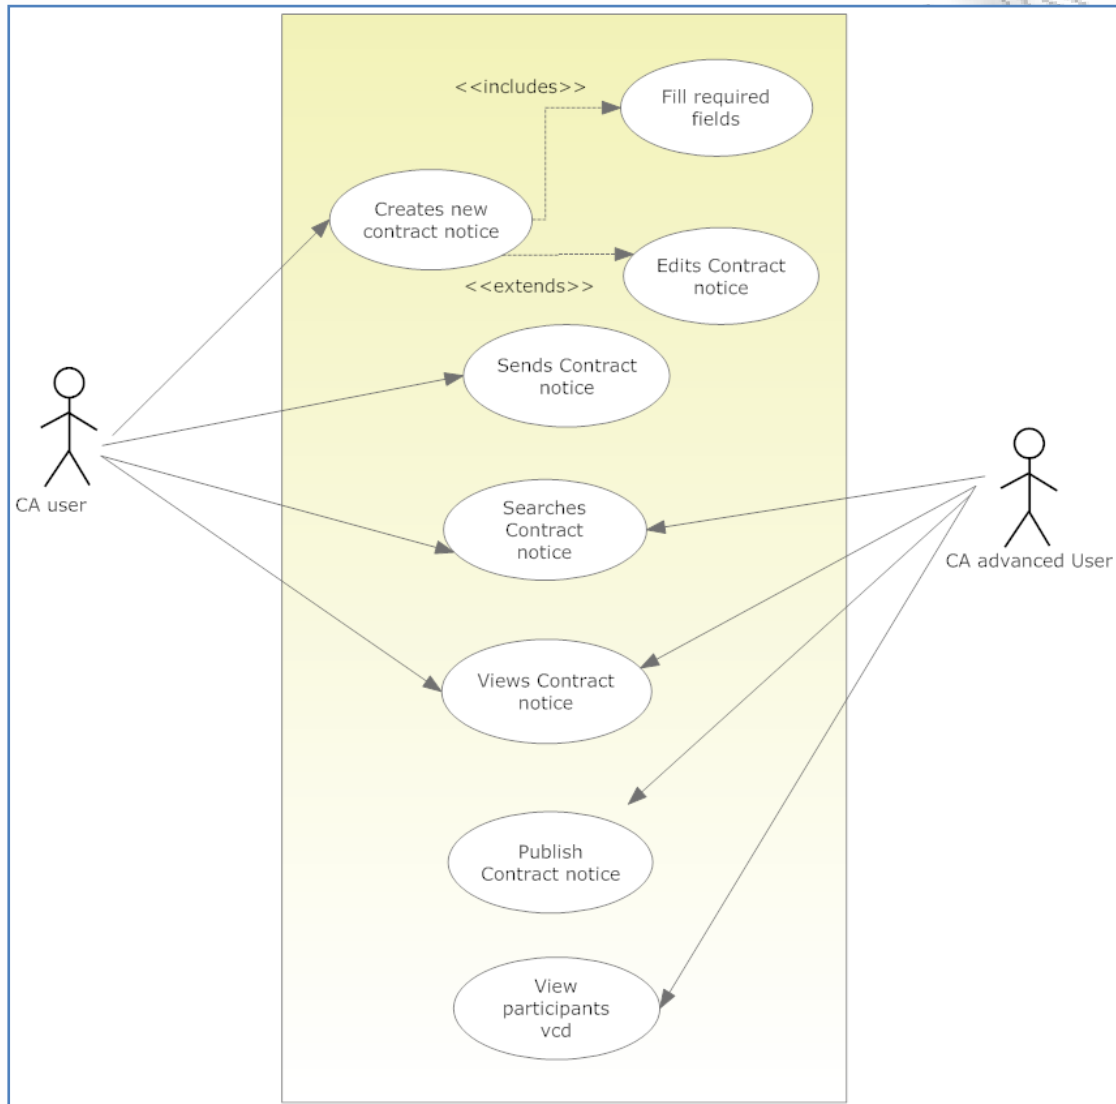 <<includes>>
Fill required
fields
Creates new
contract notice
Edits Contract
notice
<<extends>>
Sends Contract
notice
CA user
Searches
Contract
notice
CA advanced User
Views Contract
notice
Publish
Contract notice
View
participants
vcd